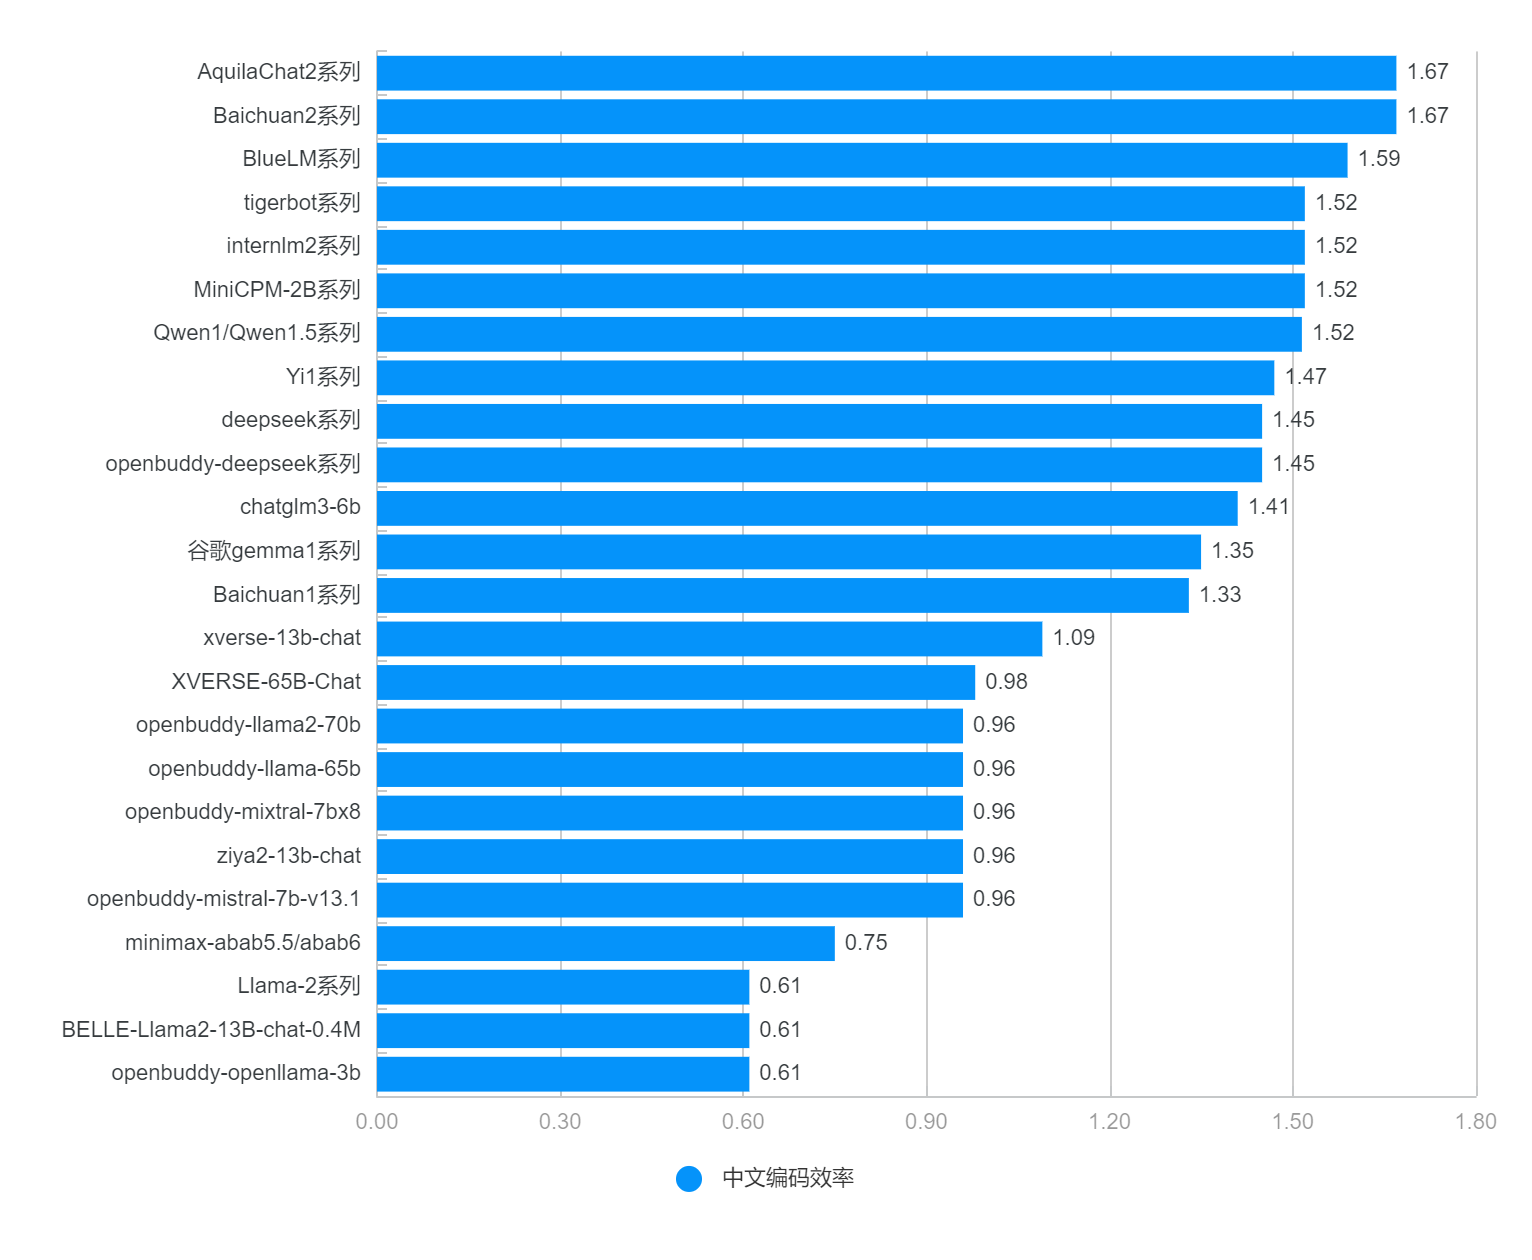 AquilaChat2系列 1.67
Baichuan2系列 1.67
BlueLM系列 1.59
tigerbot系列 1.52
internlm2系列 1.52
MiniCPM-2B系列 1.52
Qwen1/Qwen1.5系列 1.52
Yi1系列 1.47
deepseek系列 1.45
openbuddy-deepseek系列 1.45
chatglm3-6b 1.41
谷歌gemma1系列 1.35
Baichuan1系列 1.33
xverse-13b-chat 1.09
XVERSE-65B-Chat 0.98
openbuddy-llama2-70b 0.96
openbuddy-llama-65b 0.96
openbuddy-mixtral-7bx8 0.96
ziya2-13b-chat 0.96
openbuddy-mistral-7b-v13.1 0.96
minimax-abab5.5/abab6 0.75
Llama-2系列 0.61
BELLE-Llama2-13B-chat-0.4M 0.61
openbuddy-openllama-3b 0.61
0.00 0.30 0.60 0.90 1.20 1.50 1.80
中文编码效率